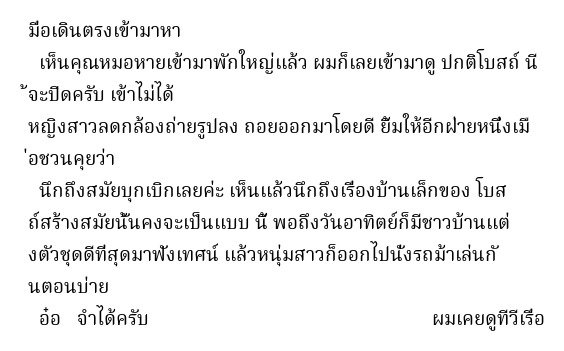 มือเดินตรงเข้ามาหา
เห็นคุณหมอหายเข้ามาพักใหญ่แล้ว ผมก็เลยเข้ามาดู ปกติโบสถ์ นี
้จะปิดครับ เข้าไม่ได้
หญิงสาวลดกล้องถ่ายรูปลง ถอยออกมาโดยดี ยิ้มให้อีกฝ่ายหนึ่งเมื
่อชวนคุยว่า
นึกถึงสมัยบุกเบิกเลยค่ะ เห็นแล้วนึกถึงเรื่องบ้านเล็กของ โบส
ถ์สร้างสมัยนั้นคงจะเป็นแบบ นี้ พอถึงวันอาทิตย์ก็มีชาวบ้านแต่
งตัวชุดดีที่สุดมาฟังเทศน์ แล้วหนุ่มสาวก็ออกไปนั่งรถม้าเล่นกั
นตอนบ่าย
อ๋อ จำได้ครับ ผมเคยดูทีวีเรื่อ